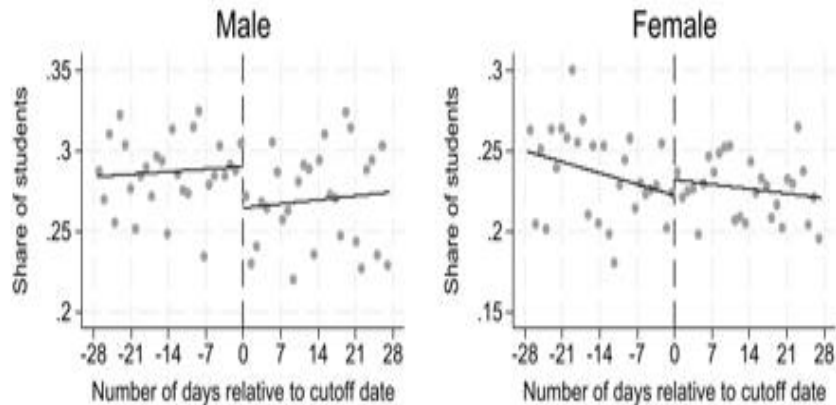 Male
Share of students
.35
.3
.25
.2
-28 -21 -14 -7 0 7 14 21 28
Number of days relative to cutoff date
Female
Share of students
.3
.25
.2
.15
-28 -21 -14 -7 0 7 14 21 28
Number of days relative to cutoff date